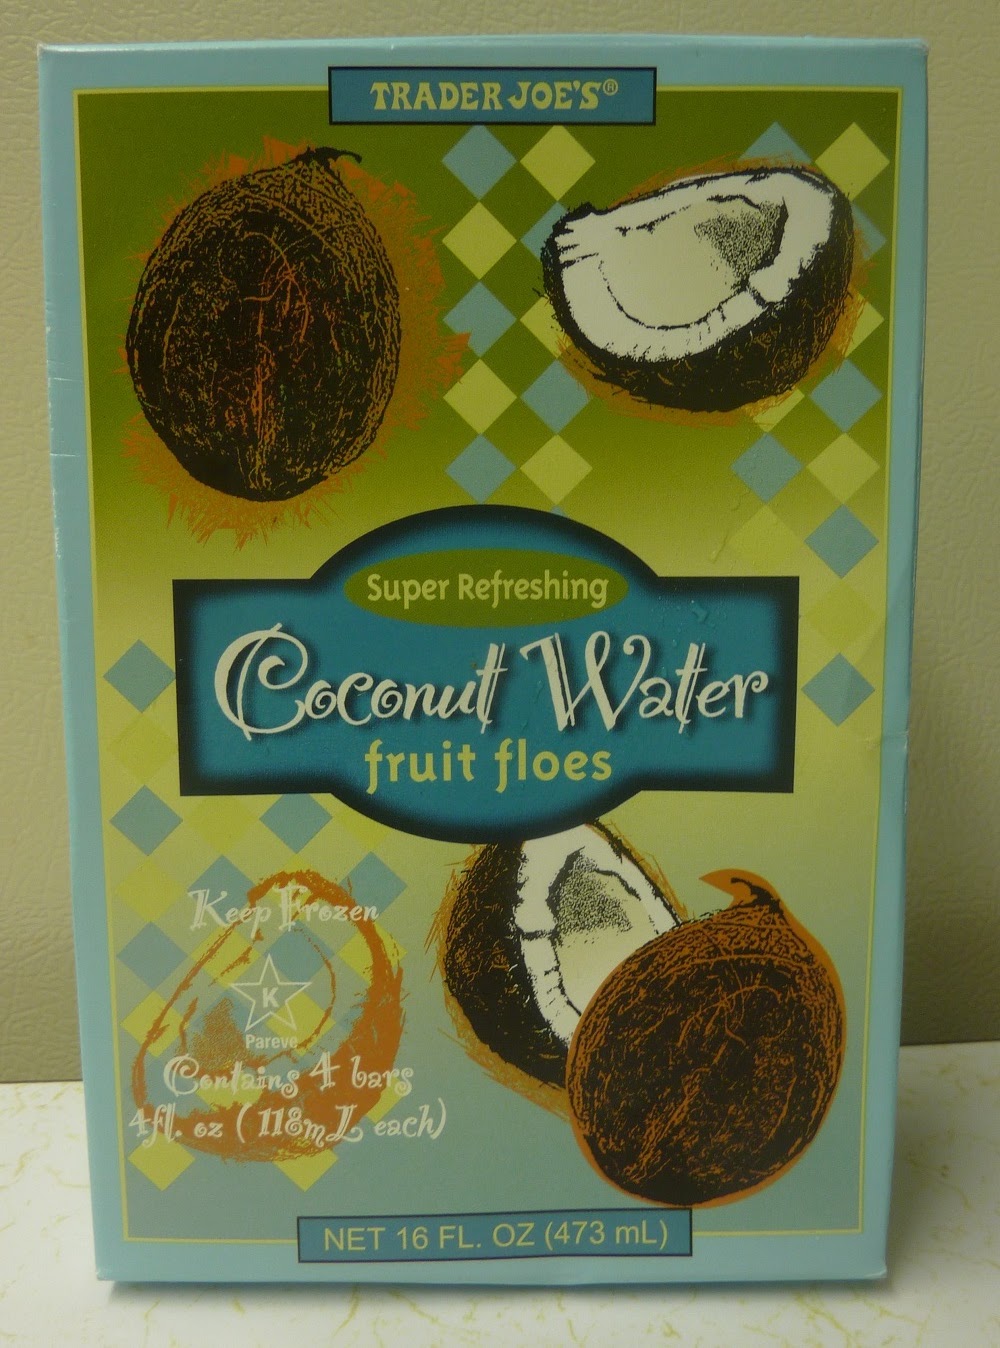 TRADER JOE'S®
Super Refreshing
Coconut Water
fruit floes
Keep Frozen
K
Pareve
Contains 4 bars
4fl. oz ( 118mL each)
NET 16 FL. OZ (473 mL)